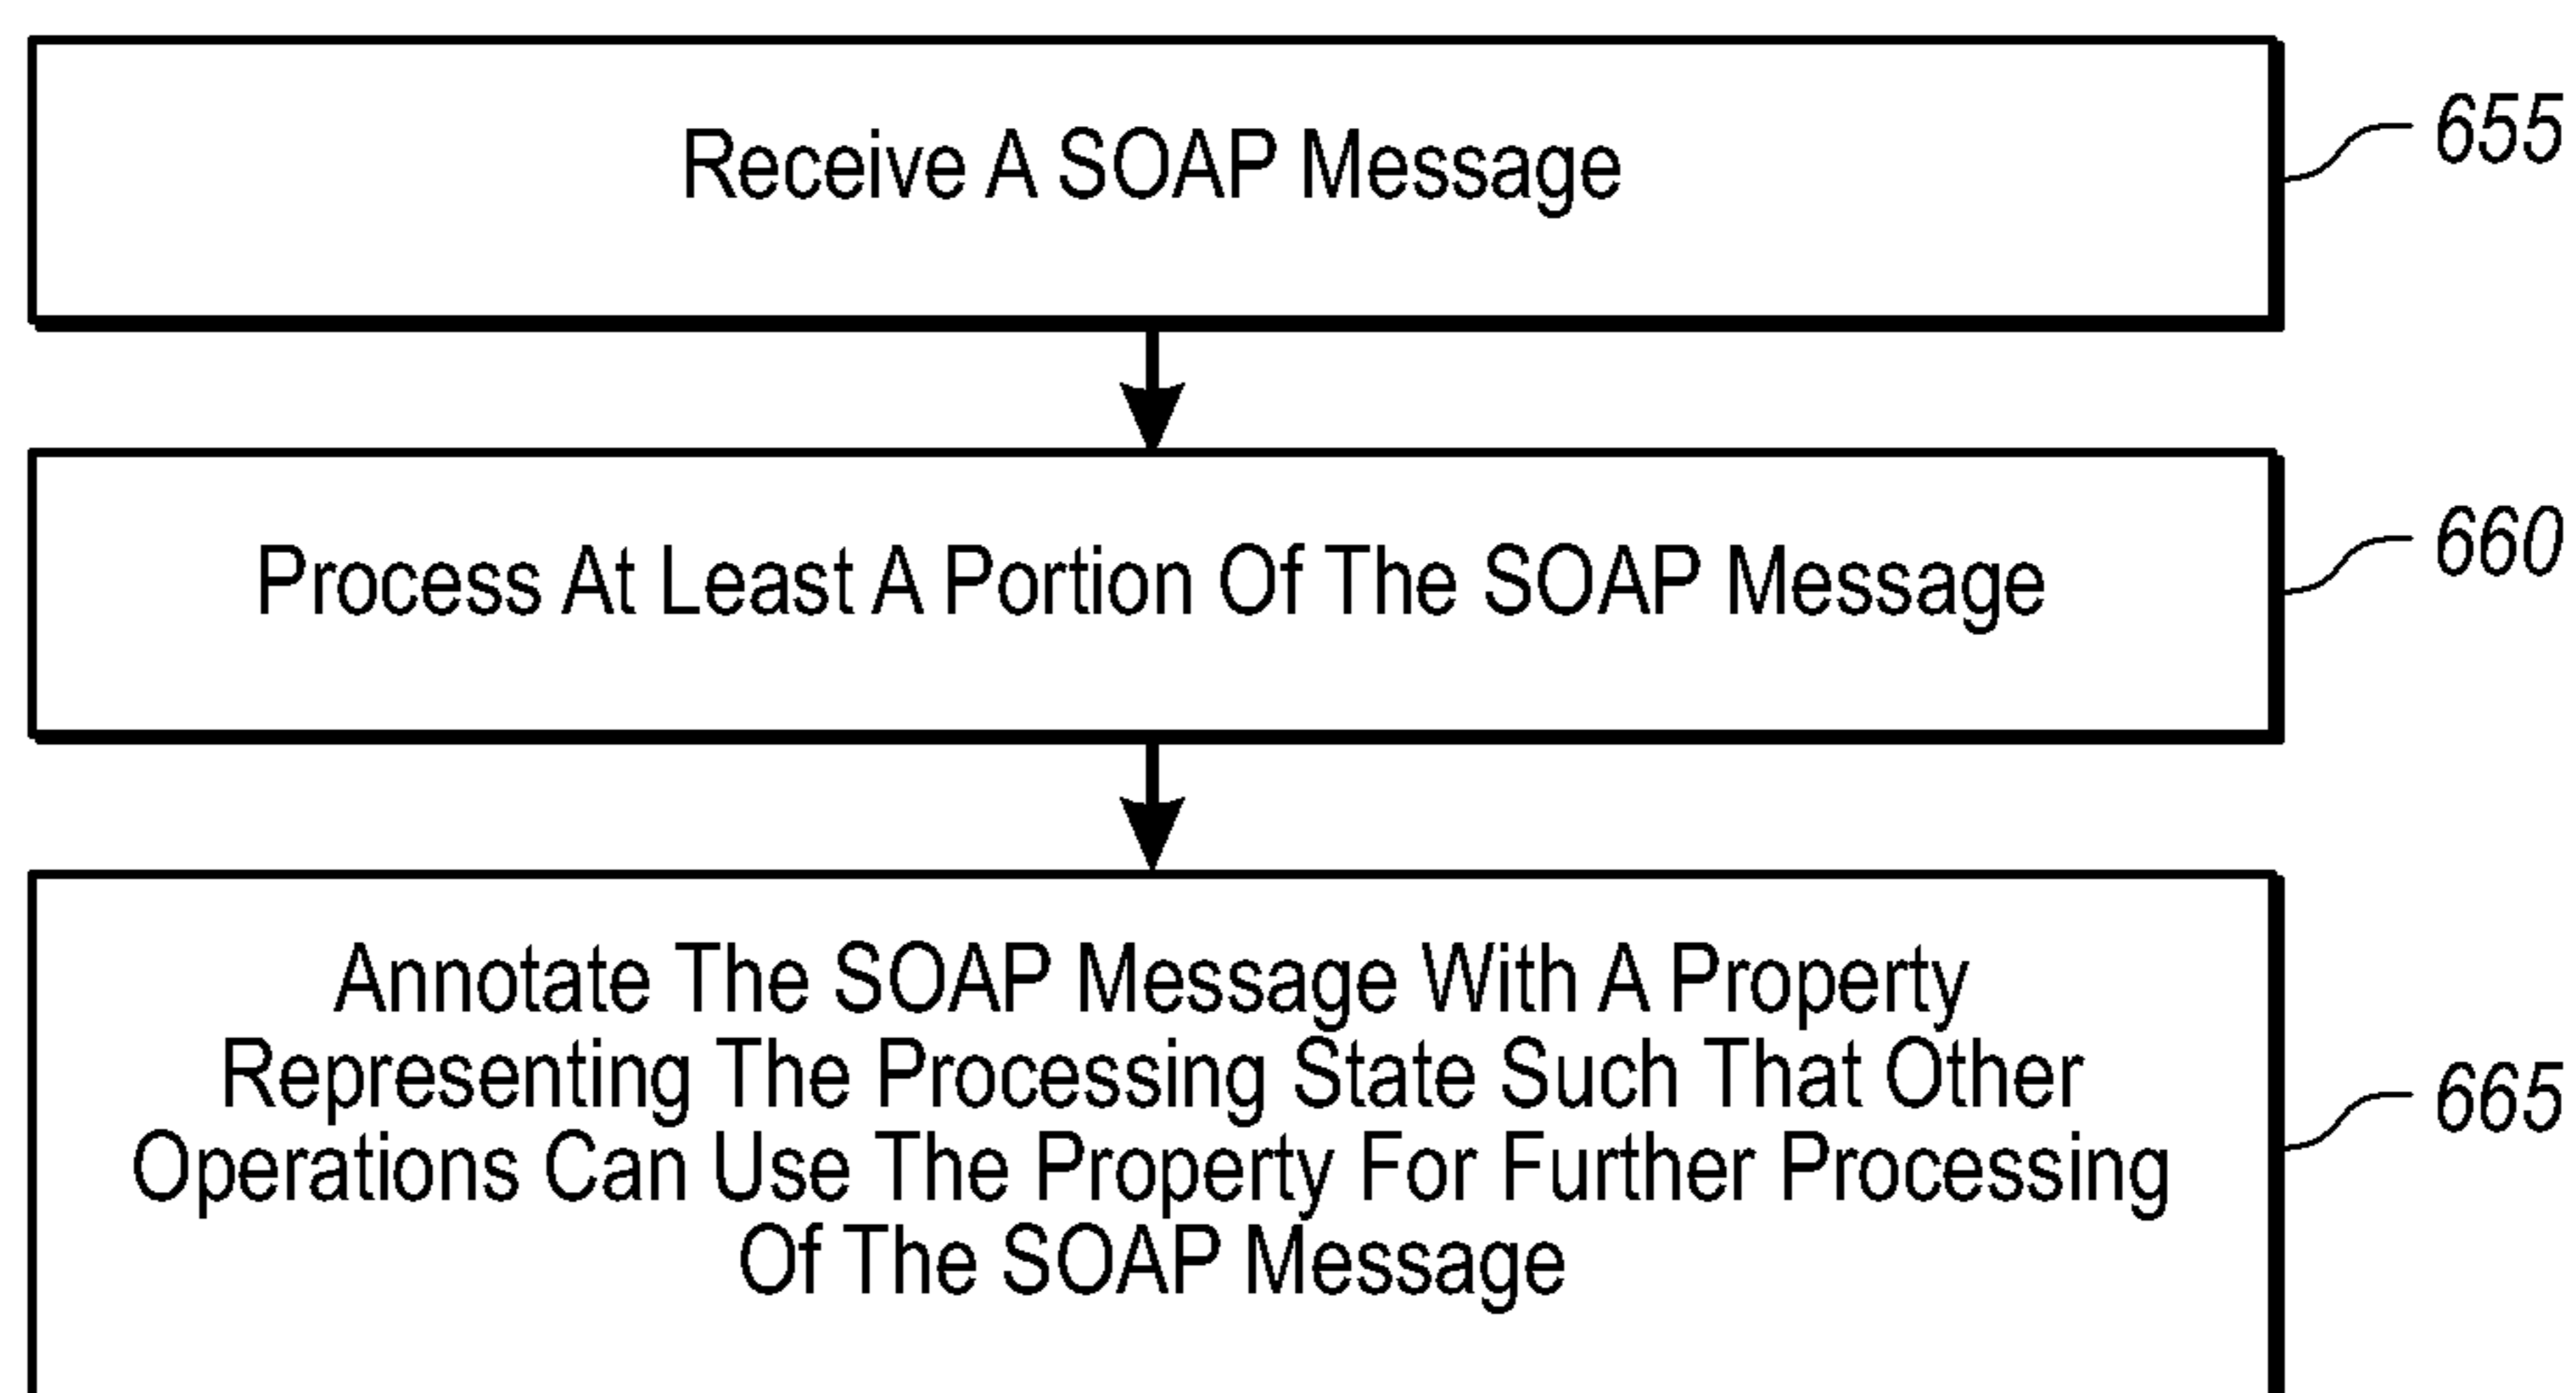 Receive A SOAP Message
655
Process At Least A Portion Of The SOAP Message
660
Annotate The SOAP Message With A Property
Representing The Processing State Such That Other
Operations Can Use The Property For Further Processing
Of The SOAP Message
665